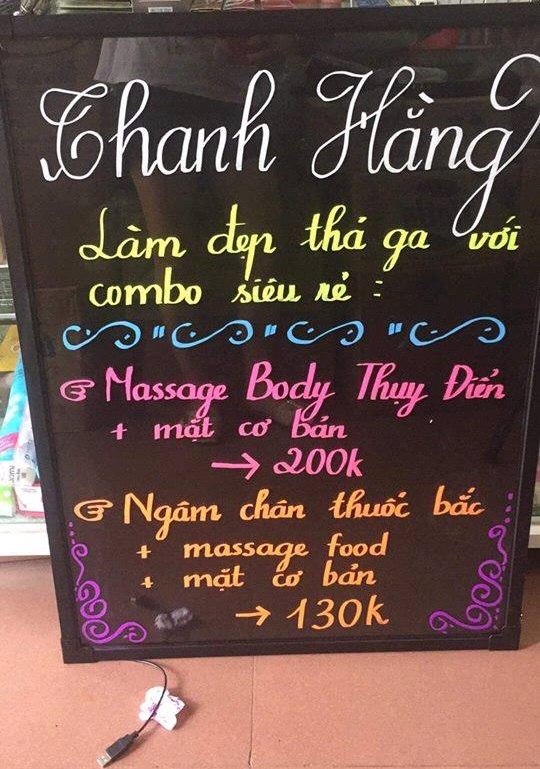 Thanh Hằng
Làm đẹp thả ga với
combo siêu rẻ :
Massage Body Thụy Điển
+ mặt cơ bản
→ 200k
Ngâm chân thuốc bắc
+ massage food
+ mặt cơ bản
→ 130k